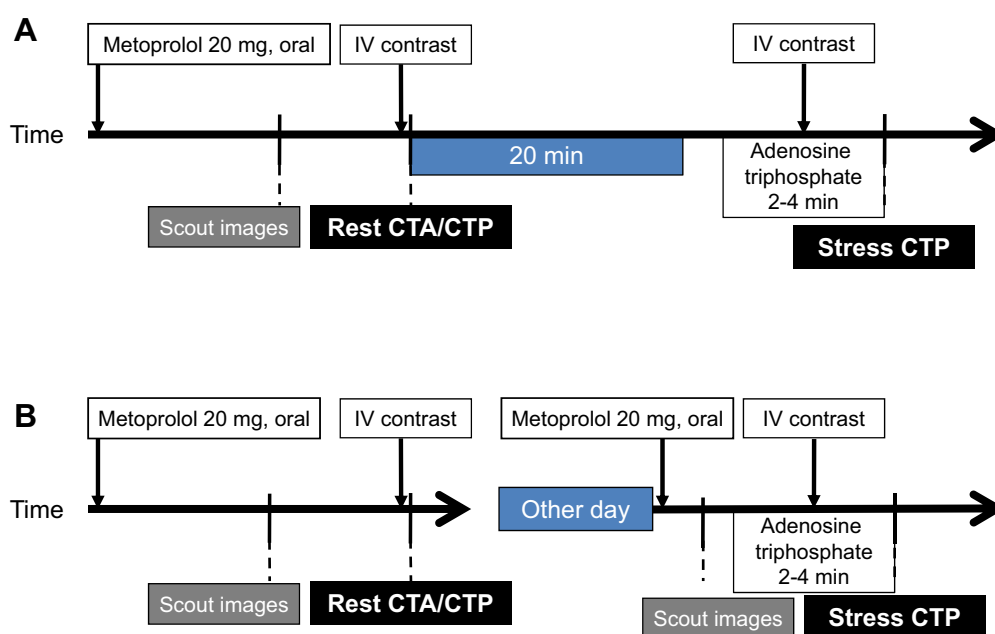 A
Metoprolol 20 mg, oral
IV contrast
IV contrast
Time
20 min
Adenosine
triphosphate
2-4 min
Scout images
Rest CTA/CTP
Stress CTP
B
Metoprolol 20 mg, oral
IV contrast
Metoprolol 20 mg, oral
IV contrast
Time
Other day
Adenosine
triphosphate
2-4 min
Scout images
Rest CTA/CTP
Scout images
Stress CTP